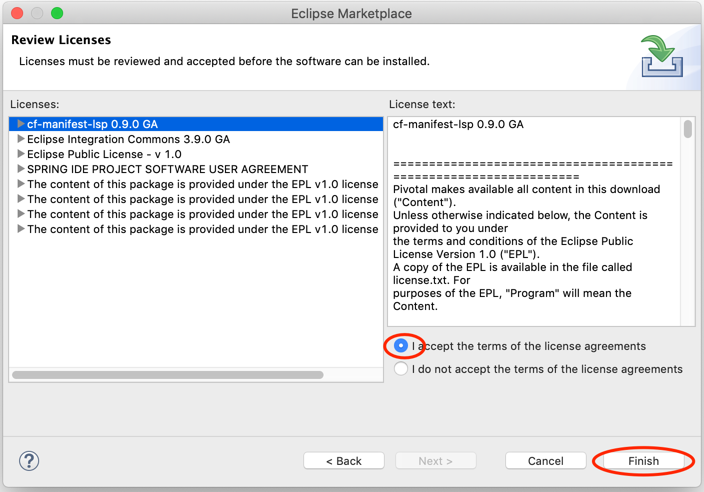 Eclipse Marketplace
Review Licenses
Licenses must be reviewed and accepted before the software can be installed.
Licenses:
cf-manifest-lsp 0.9.0 GA
Eclipse Integration Commons 3.9.0 GA
Eclipse Public License - v 1.0
SPRING IDE PROJECT SOFTWARE USER AGREEMENT
The content of this package is provided under the EPL v1.0 license
The content of this package is provided under the EPL v1.0 license
The content of this package is provided under the EPL v1.0 license
The content of this package is provided under the EPL v1.0 license
License text:
cf-manifest-lsp 0.9.0 GA
=======================================
==========================
Pivotal makes available all content in this download
("Content").
Unless otherwise indicated below, the Content is
provided to you under
the terms and conditions of the Eclipse Public
License Version 1.0 ("EPL").
A copy of the EPL is available in the file called
license.txt. For
purposes of the EPL, "Program" will mean the
Content.
I accept the terms of the license agreements
I do not accept the terms of the license agreements
?
< Back
Next >
Cancel
Finish